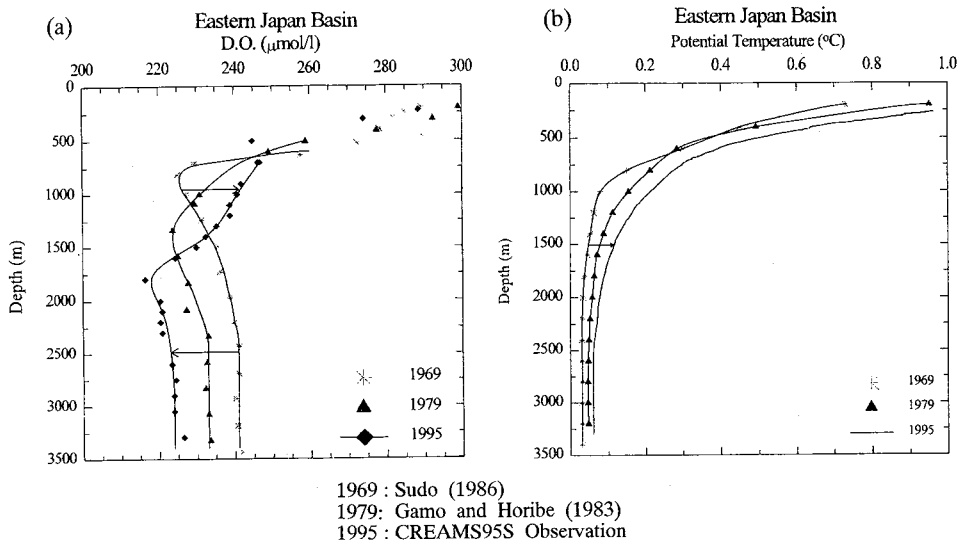 (a)
Eastern Japan Basin
D.O. (μmol/l)
200 220 240 260 280 300
0
500
1000
1500
2000
2500
3000
3500
Depth (m)
1969
1979
1995
(b)
Eastern Japan Basin
Potential Temperature (°C)
0.0 0.2 0.4 0.6 0.8 1.0
0
500
1000
1500
2000
2500
3000
3500
Depth (m)
1969
1979
1995
1969 : Sudo (1986)
1979: Gamo and Horibe (1983)
1995 : CREAMS95S Observation